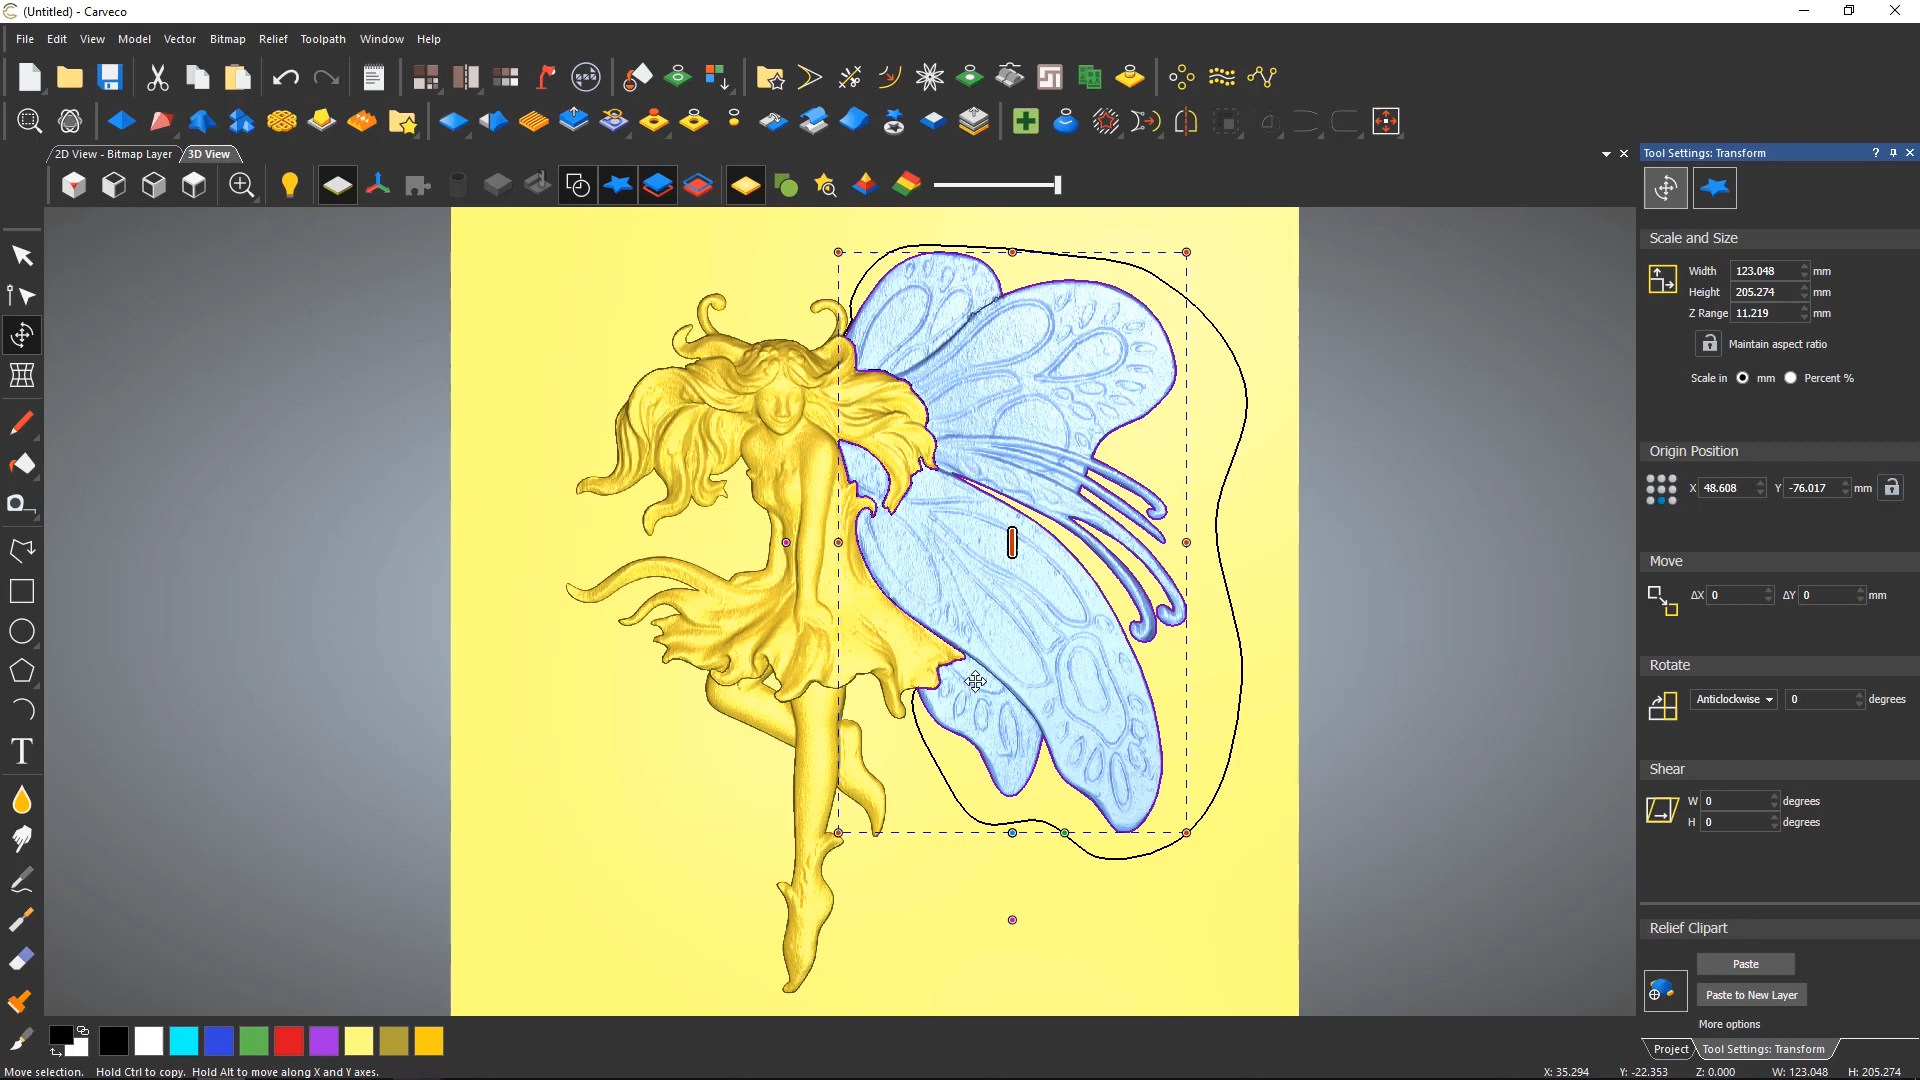 (Untitled) - Carveco
File Edit View Model Vector Bitmap Relief Toolpath Window Help
2D View - Bitmap Layer 3D View
Tool Settings: Transform ?
Scale and Size
Width 123.048 mm
Height 205.274 mm
Z Range 11.219 mm
Maintain aspect ratio
Scale in mm Percent %
Origin Position
X 48.608 Y -76.017 mm
Move
ΔX 0 ΔY 0 mm
Rotate
Anticlockwise 0 degrees
Shear
W 0 degrees
H 0 degrees
Relief Clipart
Paste
Paste to New Layer
More options
Project Tool Settings: Transform
Move selection. Hold Ctrl to copy. Hold Alt to move along X and Y axes. X: 35.294 Y: -22.353 Z: 0.000 W: 123.048 H: 205.274